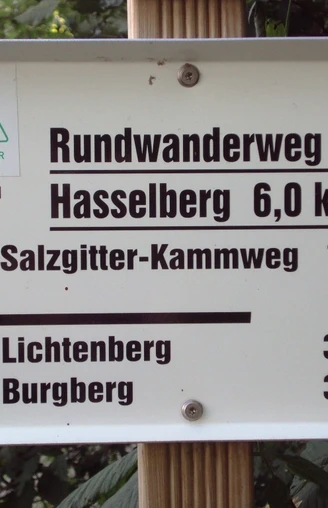 Rundwanderweg
Hasselberg 6,0 k
Salzgitter-Kammweg
Lichtenberg
Burgberg